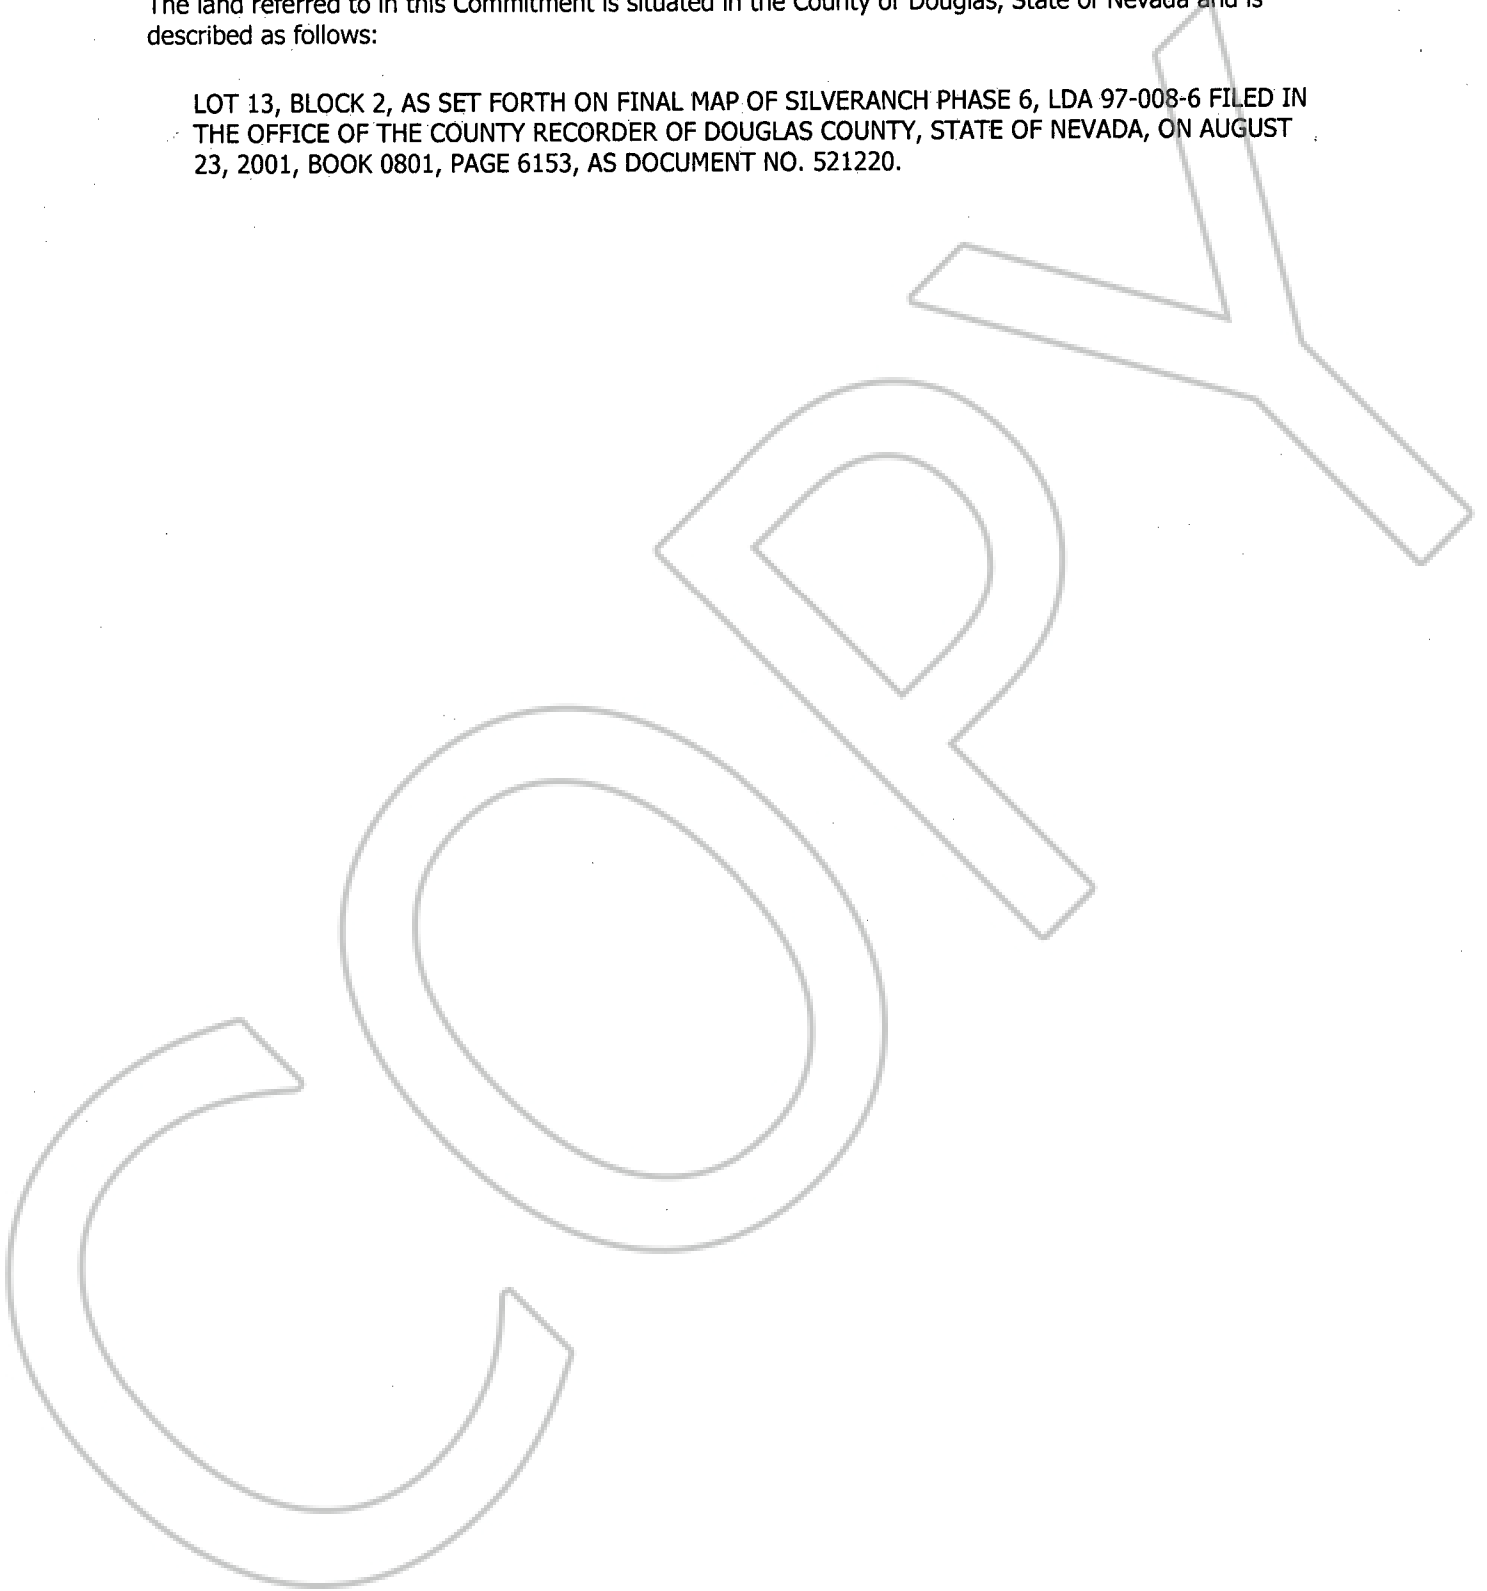 The land referred to in this Commitment is situated in the County of Douglas, State of Nevada and is
described as follows:
LOT 13, BLOCK 2, AS SET FORTH ON FINAL MAP OF SILVERANCH PHASE 6, LDA 97-008-6 FILED IN
THE OFFICE OF THE COUNTY RECORDER OF DOUGLAS COUNTY, STATE OF NEVADA, ON AUGUST
23, 2001, BOOK 0801, PAGE 6153, AS DOCUMENT NO. 521220.
COPY